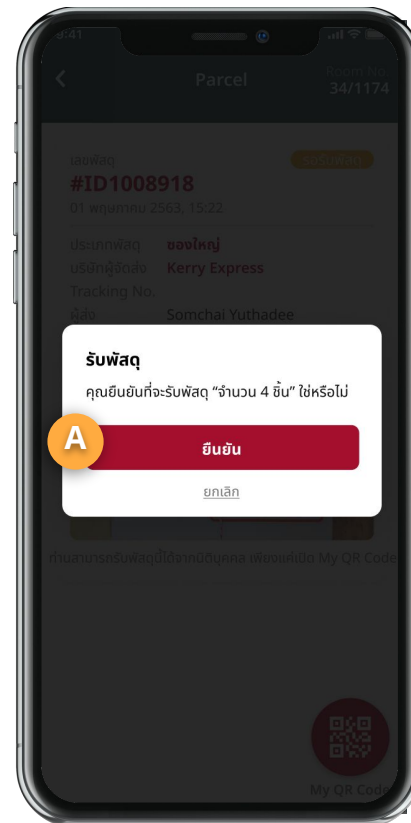 9:41
Parcel
Room No.
34/1174
เลขพัสดุ
รอรับพัสดุ
#ID1008918
01 พฤษภาคม 2563, 15:22
ประเภทพัสดุ ซองใหญ่
บริษัทผู้จัดส่ง Kerry Express
Tracking No.
ผู้ส่ง Somchai Yuthadee
รับพัสดุ
คุณยืนยันที่จะรับพัสดุ “จำนวน 4 ชิ้น” ใช่หรือไม่
A
ยืนยัน
ยกเลิก
ท่านสามารถรับพัสดุนี้ได้จากนิติบุคคล เพียงแค่เปิด My QR Code
My QR Code